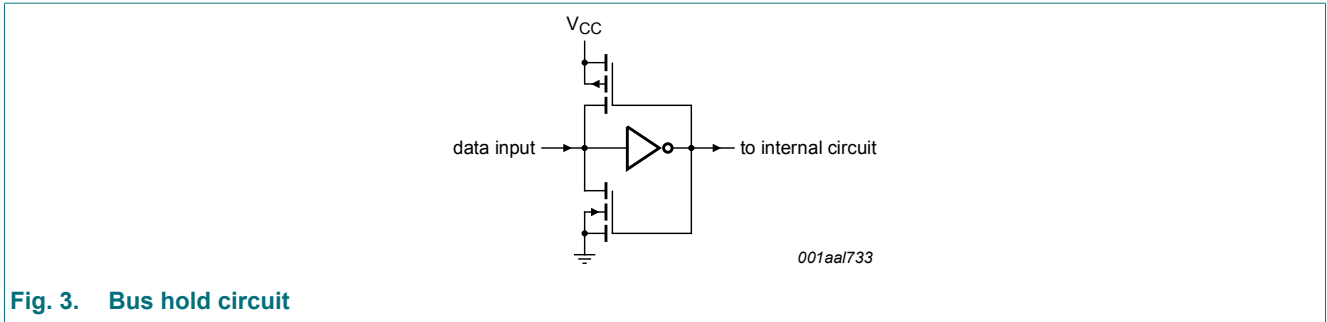 VCC
data input
to internal circuit
001aal733
Fig. 3. Bus hold circuit